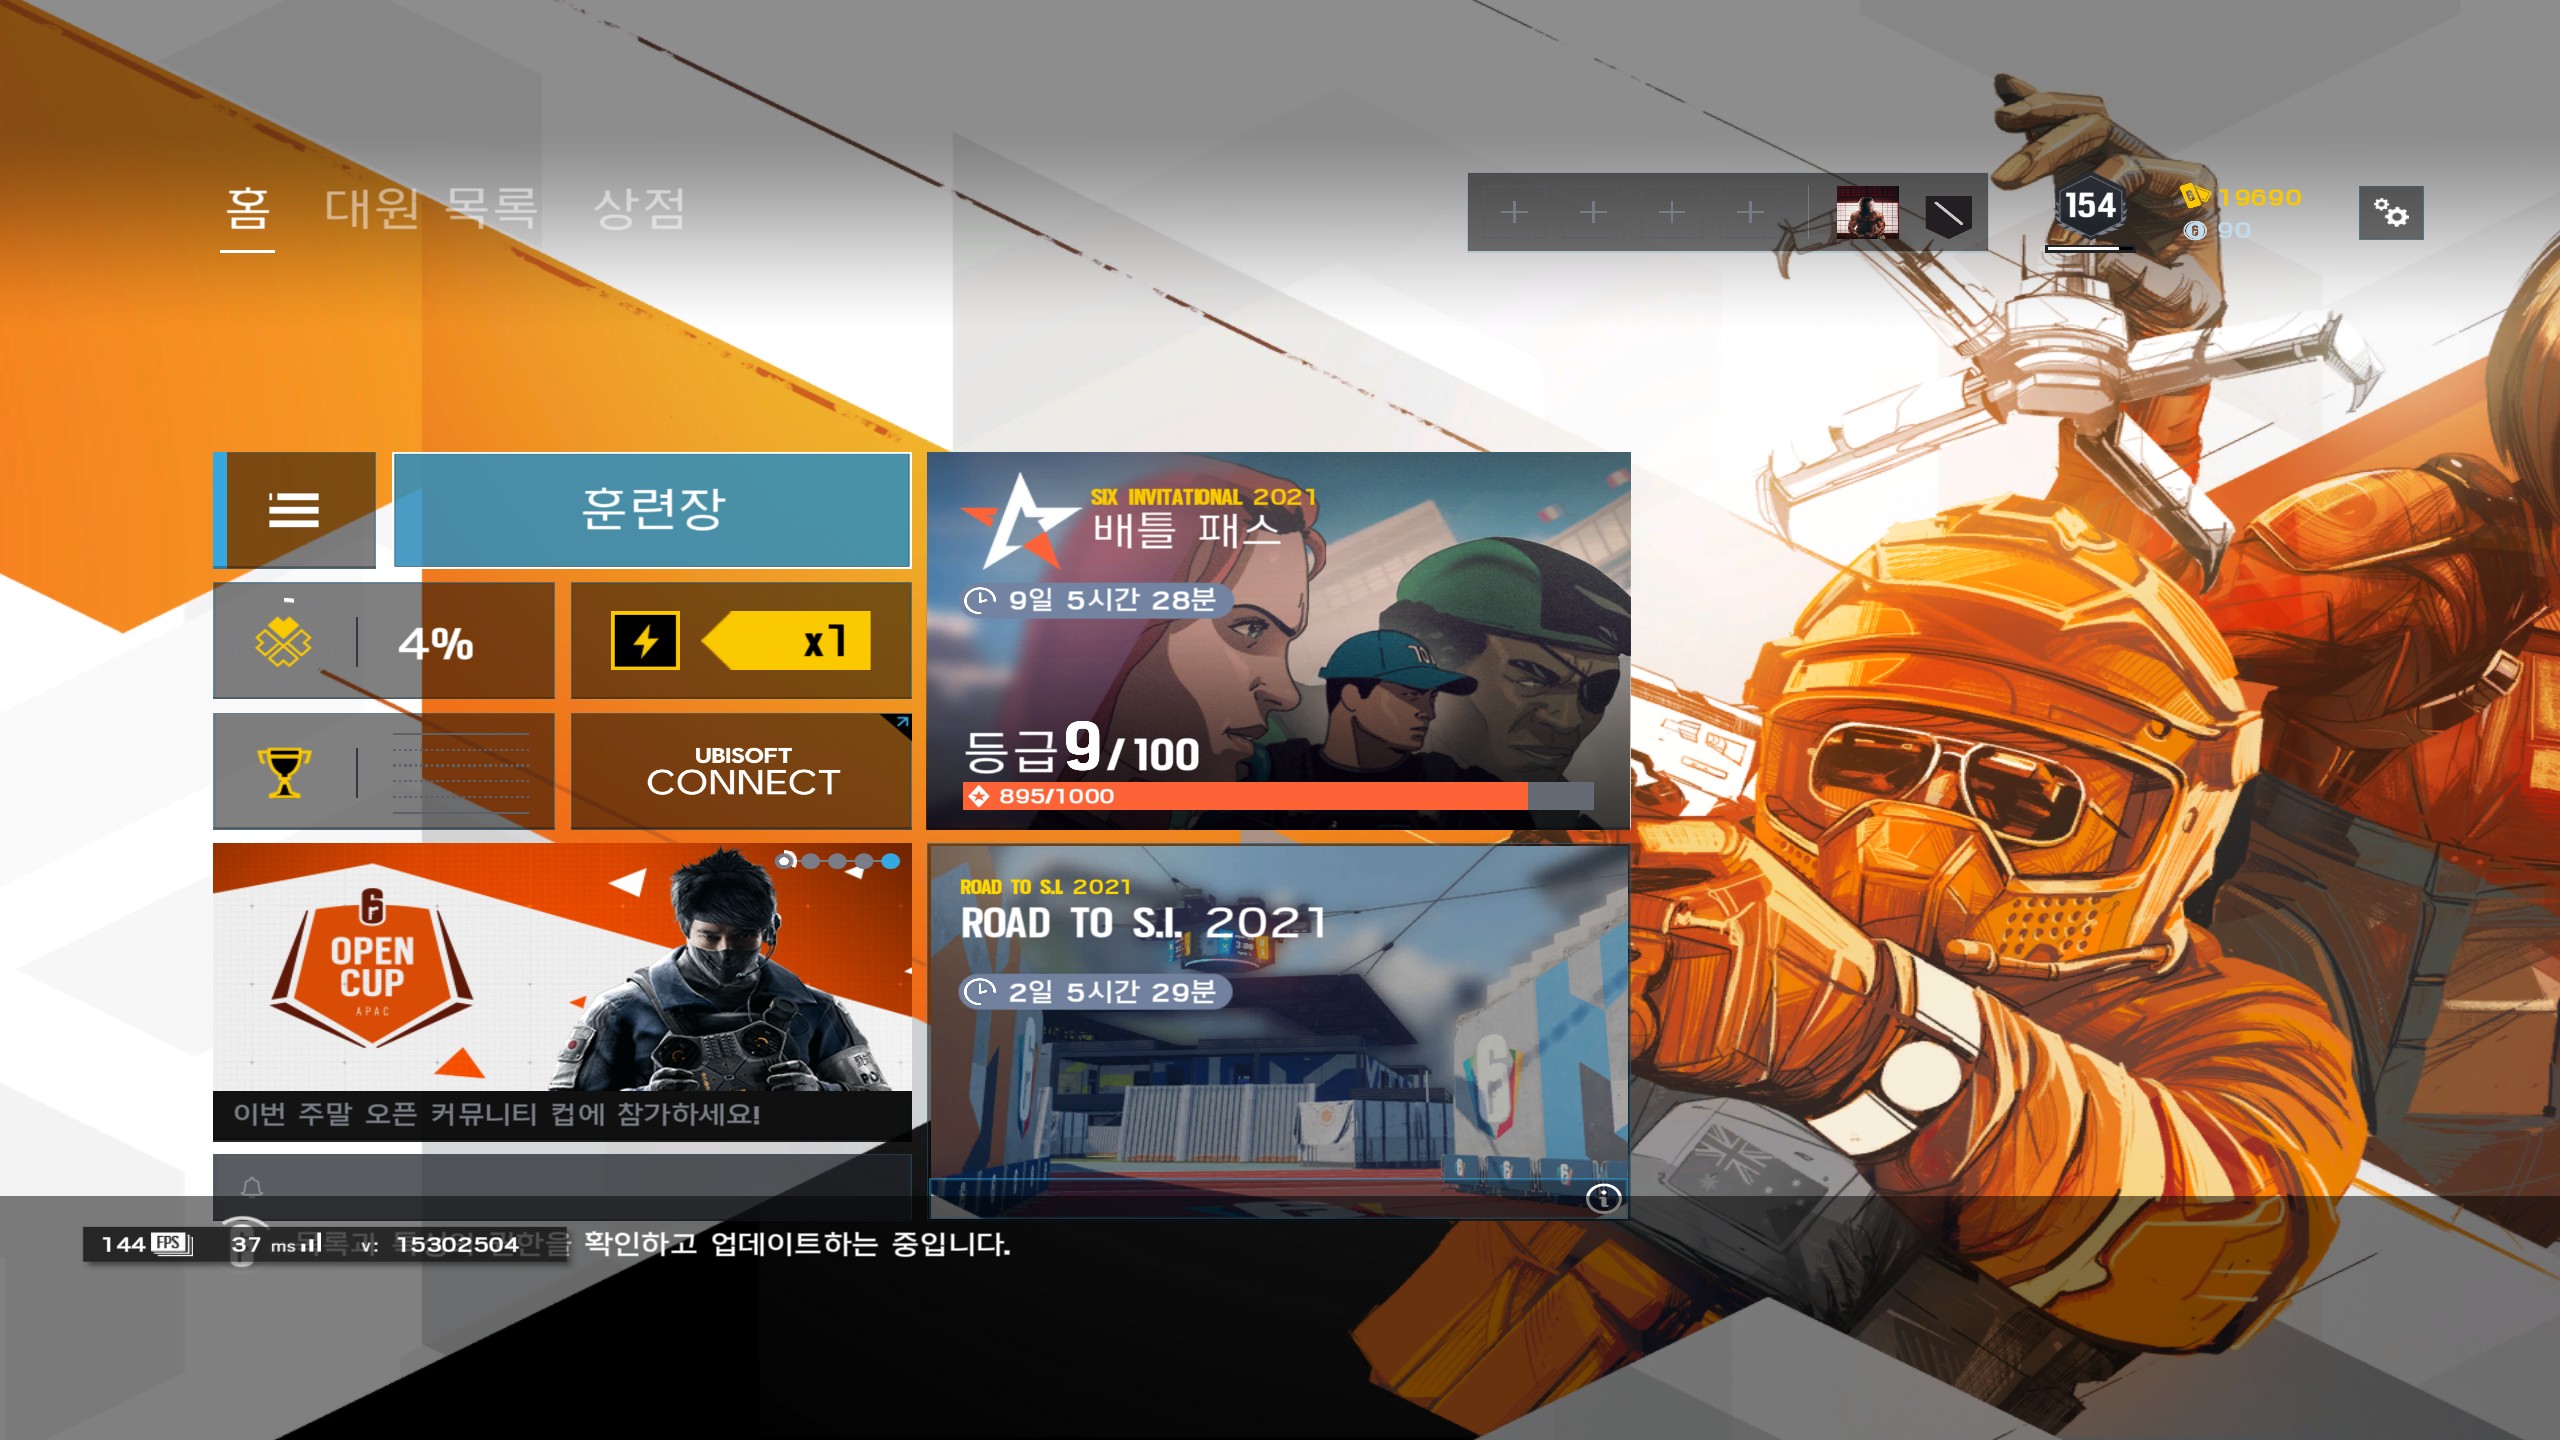 홈 대원 목록 상점
154
19690
90
훈련장
4%
x1
UBISOFT
CONNECT
SIX INVITATIONAL 2021
배틀 패스
9일 5시간 28분
등급 9/100
895/1000
OPEN
CUP
APAC
이번 주말 오픈 커뮤니티 컵에 참가하세요!
ROAD TO S.I. 2021
ROAD TO S.I. 2021
2일 5시간 29분
144 FPS 37 ms v: 15302504
확인하고 업데이트하는 중입니다.